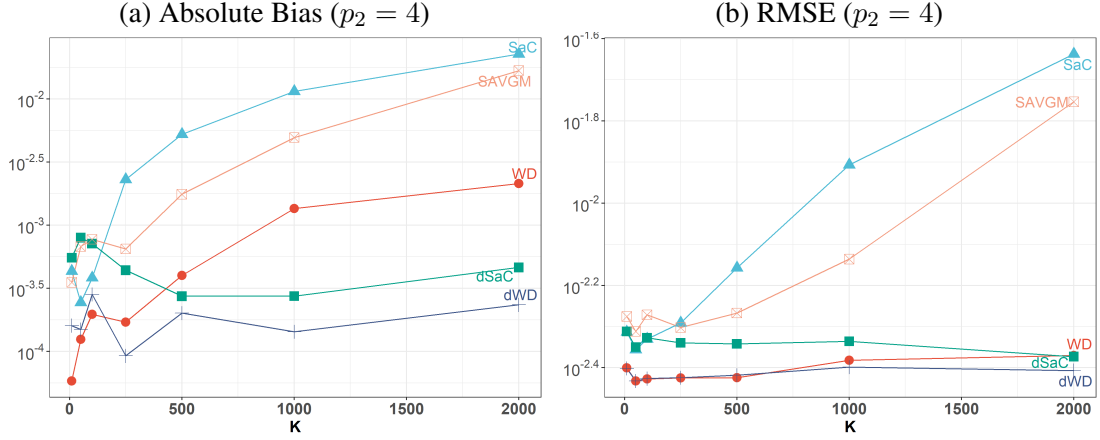 (a) Absolute Bias (p₂ = 4)
SaC
SAVGM
WD
dSaC
dWD
10^-2
10^-2.5
10^-3
10^-3.5
10^-4
0
500
1000
1500
2000
K
(b) RMSE (p₂ = 4)
SaC
SAVGM
WD
dSaC
dWD
10^-1.6
10^-1.8
10^-2
10^-2.2
10^-2.4
0
500
1000
1500
2000
K